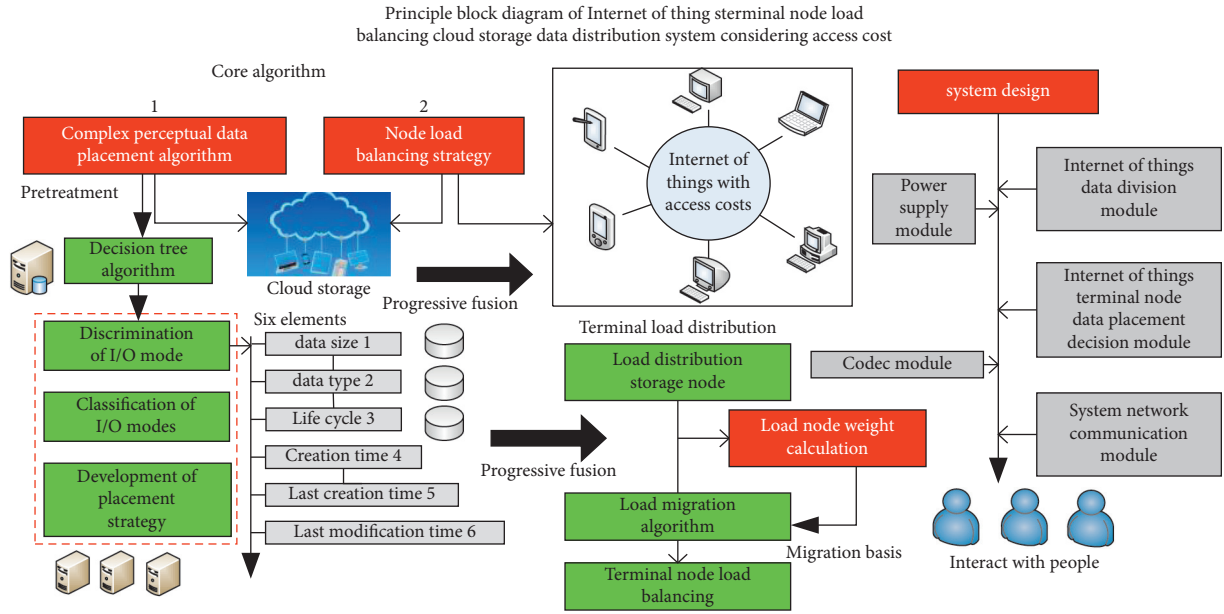 Principle block diagram of Internet of thing sterminal node load
balancing cloud storage data distribution system considering access cost
Core algorithm
1
Complex perceptual data
placement algorithm
2
Node load
balancing strategy
Pretreatment
Decision tree
algorithm
Cloud storage
Progressive fusion
Discrimination
of I/O mode
Classification of
I/O modes
Development of
placement
strategy
Six elements
data size 1
data type 2
Life cycle 3
Creation time 4
Last creation time 5
Last modification time 6
Progressive fusion
Internet of
things with
access costs
Terminal load distribution
Load distribution
storage node
Load node weight
calculation
Load migration
algorithm
Migration basis
Terminal node load
balancing
system design
Power
supply
module
Internet of things
data division
module
Internet of things
terminal node
data placement
decision module
Codec module
System network
communication
module
Interact with people